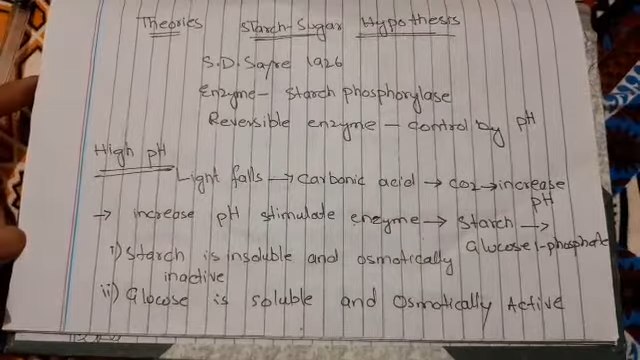 Theories Starch-Sugar Hypothesis
S.D. Sayre 1926
Enzyme - Starch phosphorylase
Reversible enzyme - control by pH
High pH
Light falls → carbonic acid → CO2 → increase pH
→ increase pH stimulate enzyme → Starch → Glucose 1-phosphate
i) Starch is insoluble and osmotically
inactive
ii) Glucose is soluble and Osmotically Active